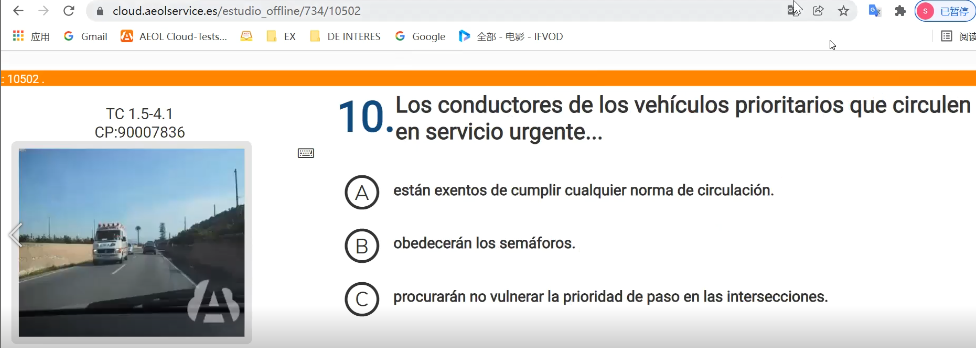 cloud.aeolservice.es/estudio_offline/734/10502
S 已暂停
应用 Gmail AEOL Cloud-Tests... EX DE INTERES Google 全部 - 电影 - IFVOD
: 10502 .
TC 1.5-4.1
CP:90007836
10. Los conductores de los vehículos prioritarios que circulen
en servicio urgente...
A están exentos de cumplir cualquier norma de circulación.
B obedecerán los semáforos.
C procurarán no vulnerar la prioridad de paso en las intersecciones.